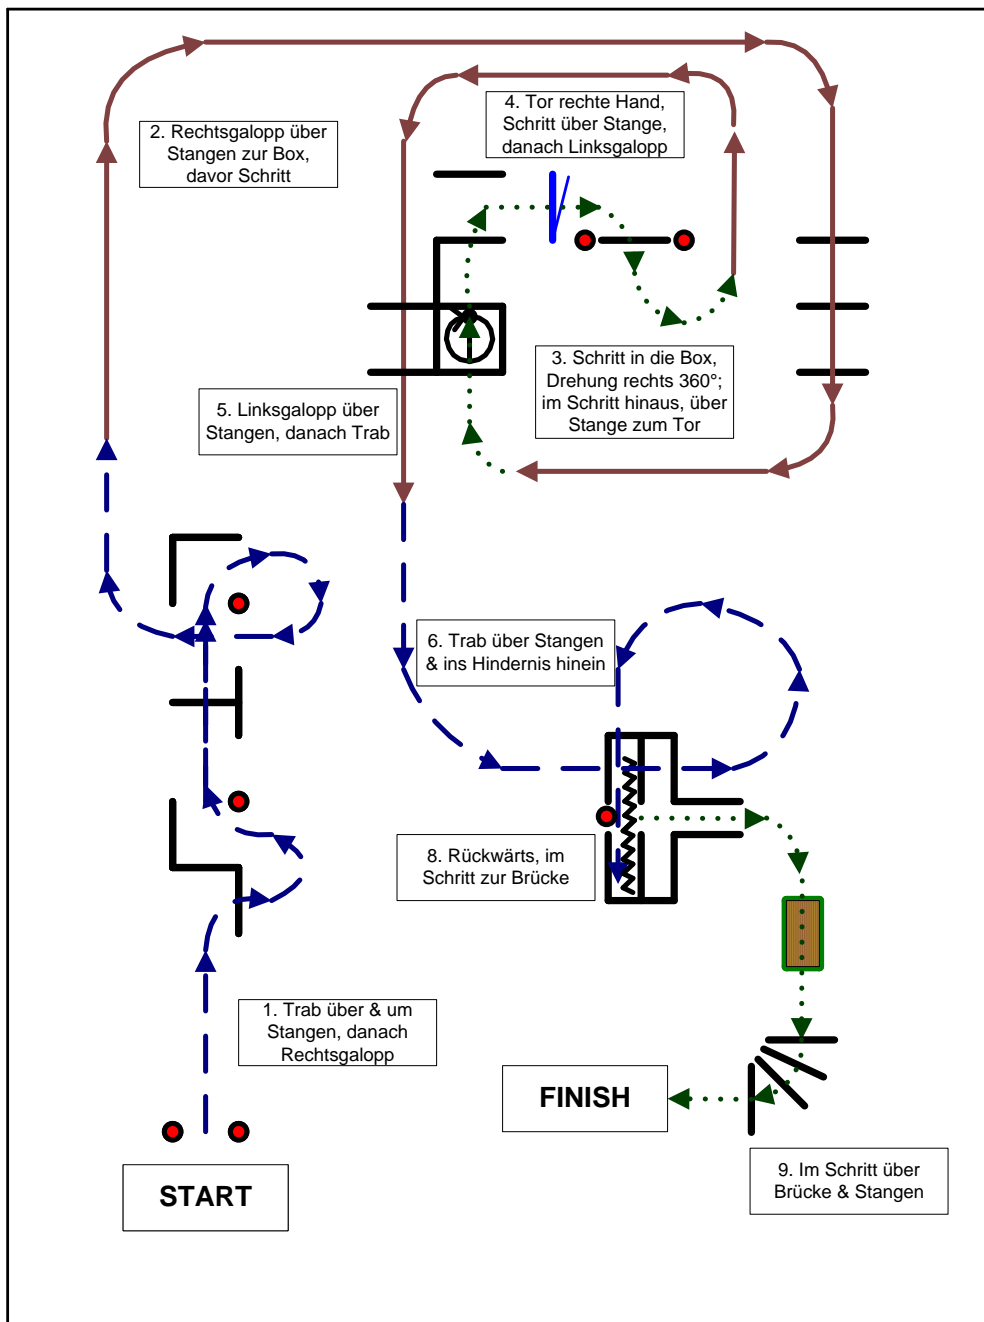 4. Tor rechte Hand,
Schritt über Stange,
danach Linksgalopp
2. Rechtsgalopp über
Stangen zur Box,
davor Schritt
3. Schritt in die Box,
Drehung rechts 360°;
im Schritt hinaus, über
Stange zum Tor
5. Linksgalopp über
Stangen, danach Trab
6. Trab über Stangen
& ins Hindernis hinein
8. Rückwärts, im
Schritt zur Brücke
1. Trab über & um
Stangen, danach
Rechtsgalopp
FINISH
9. Im Schritt über
Brücke & Stangen
START